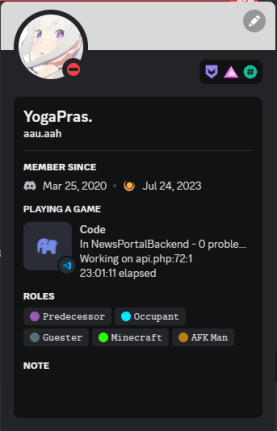 YogaPras.
aau.aah
MEMBER SINCE
Mar 25, 2020 • Jul 24, 2023
PLAYING A GAME
Code
In NewsPortalBackend - 0 proble...
Working on api.php:72:1
23:01:11 elapsed
ROLES
Predecessor Occupant
Guester Minecraft AFK Man
NOTE